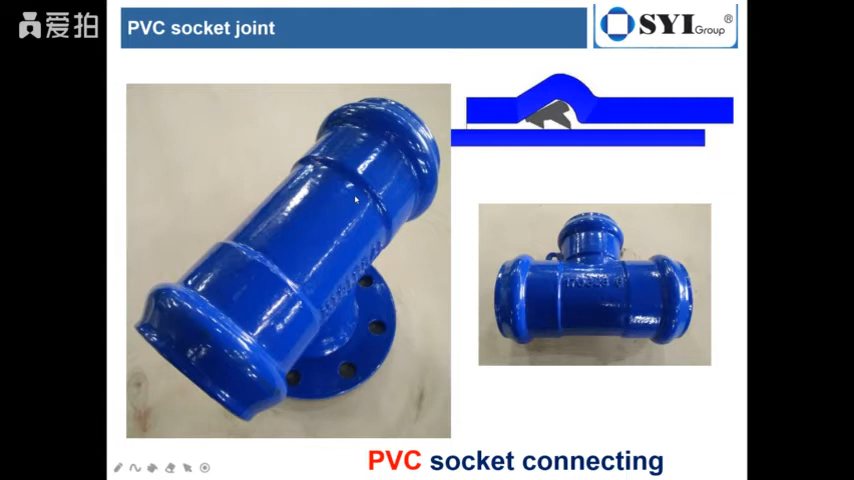 爱拍
PVC socket joint
SYI Group ®
PVC socket connecting